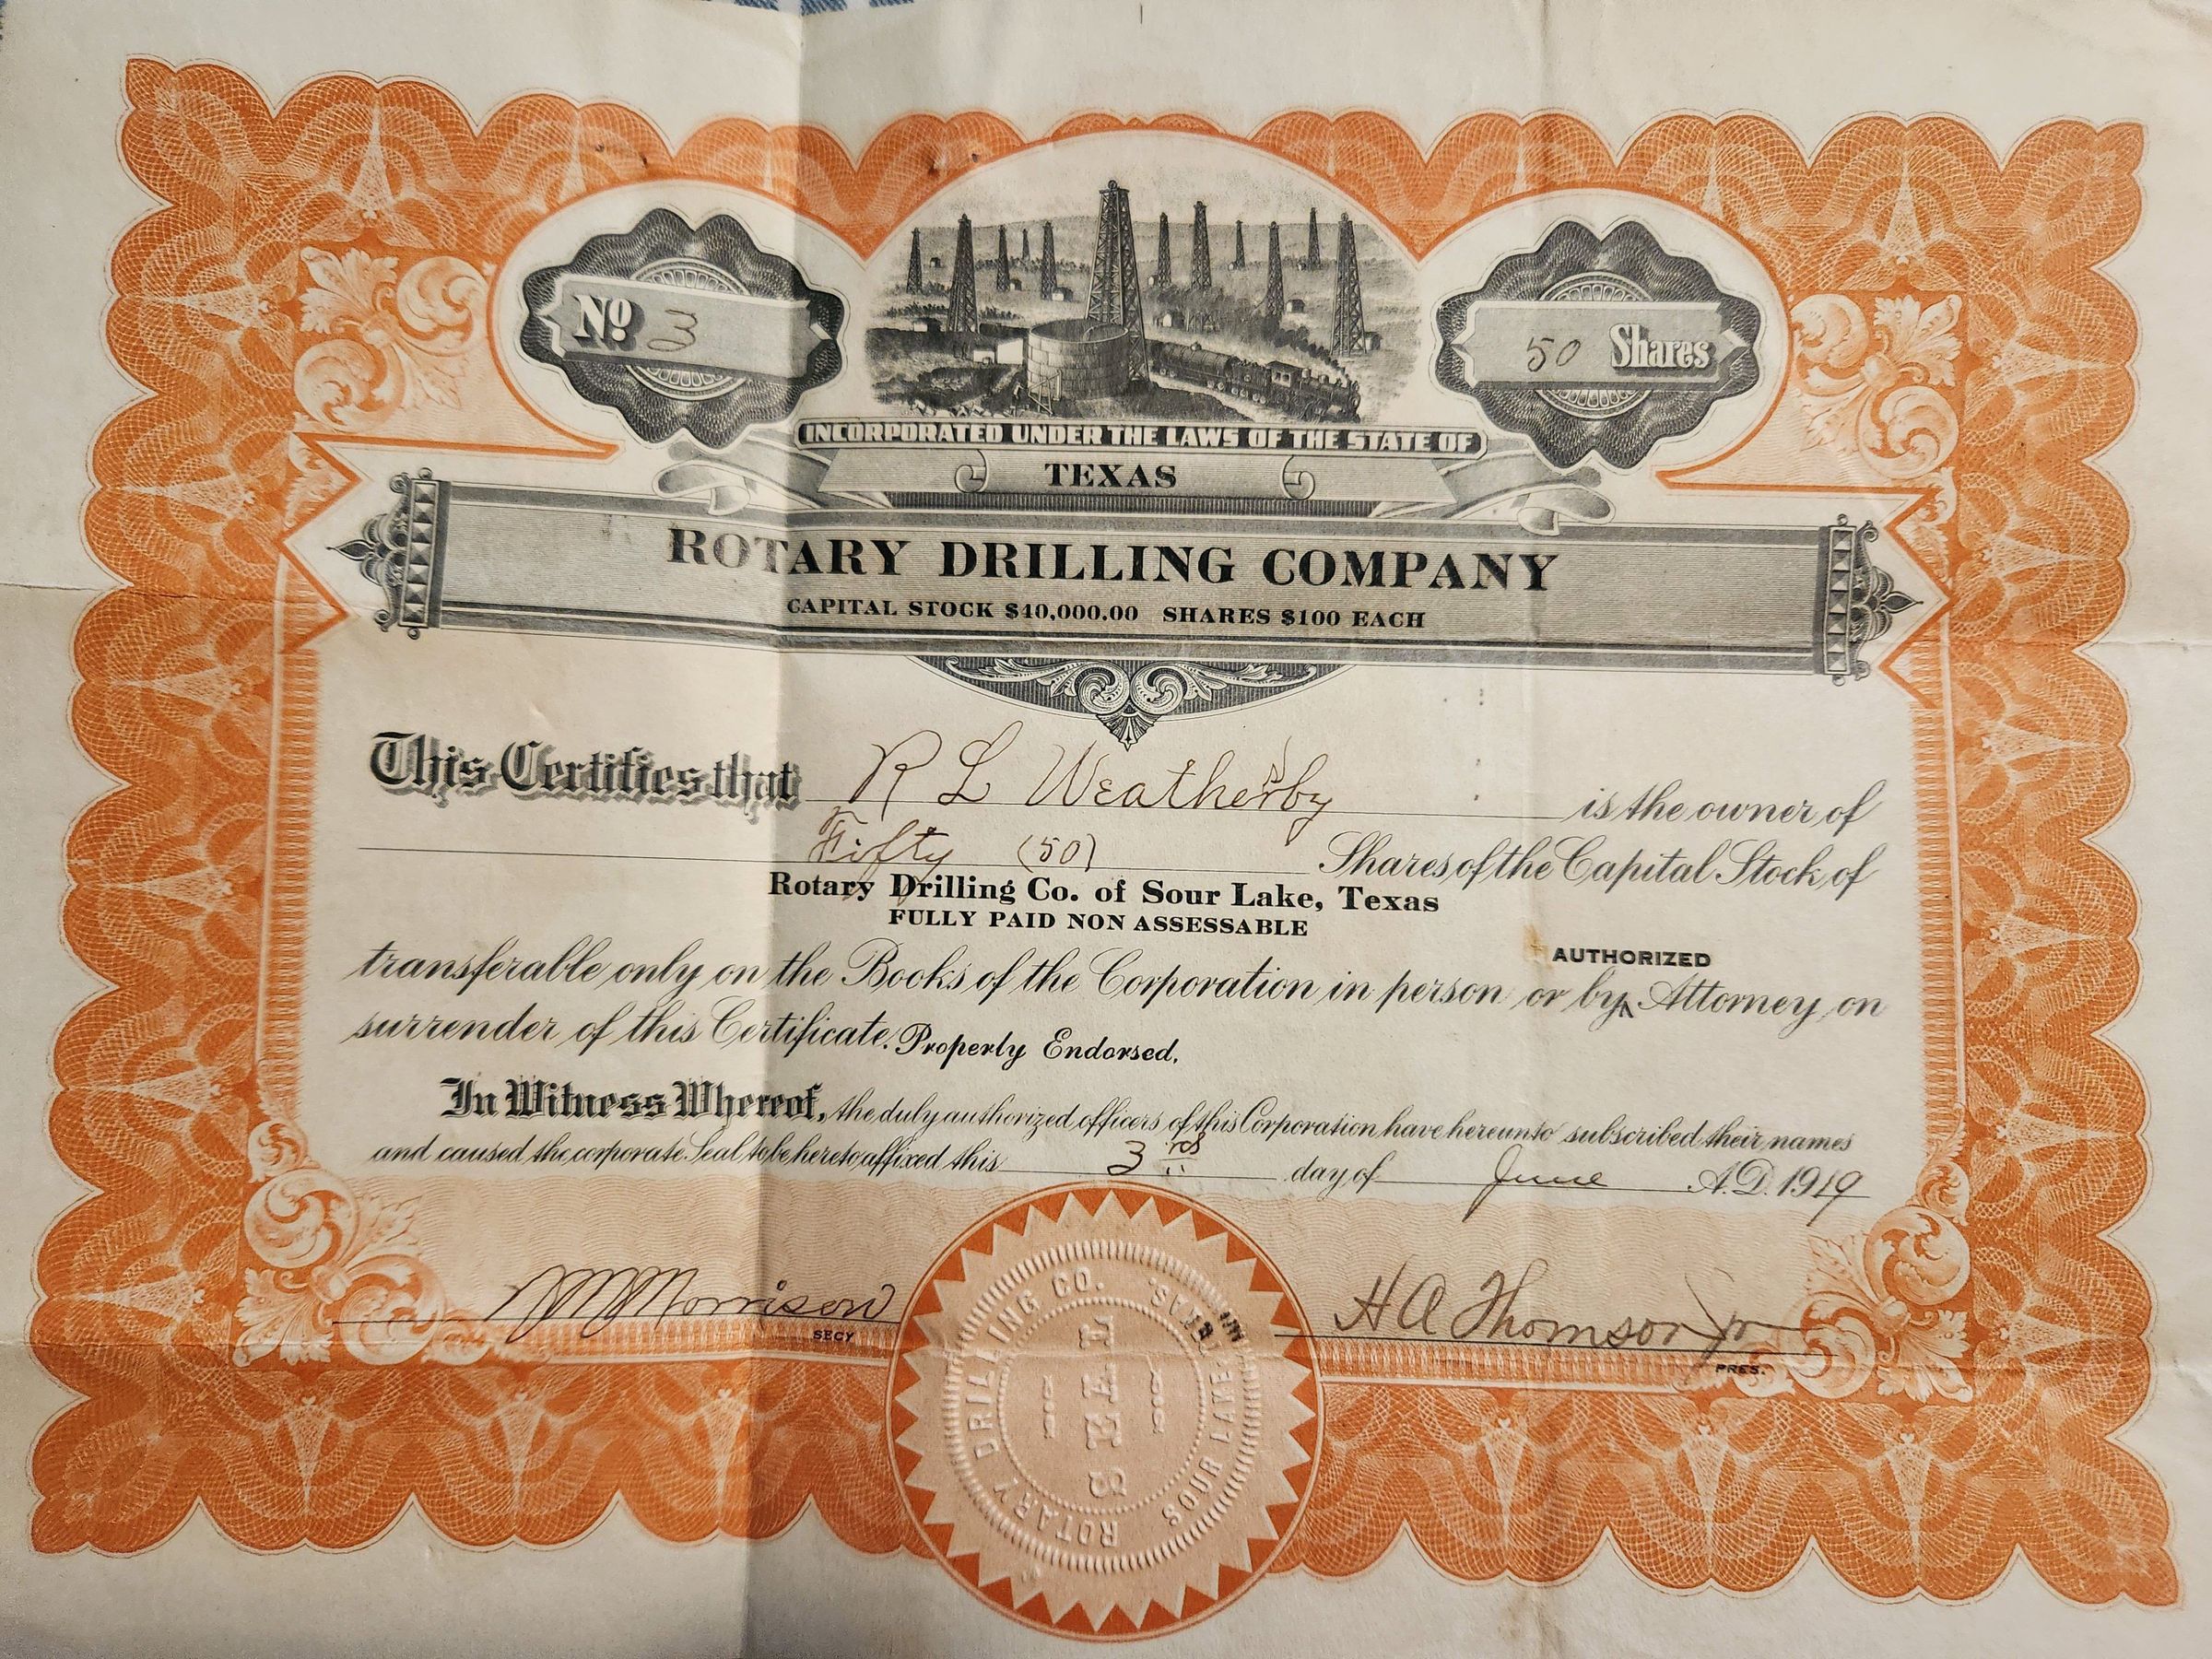 No 3
50 Shares
INCORPORATED UNDER THE LAWS OF THE STATE OF
TEXAS
ROTARY DRILLING COMPANY
CAPITAL STOCK $40,000.00 SHARES $100 EACH
This Certifies that R L Weatherby is the owner of
Fifty (50) Shares of the Capital Stock of
Rotary Drilling Co. of Sour Lake, Texas
FULLY PAID NON ASSESSABLE
AUTHORIZED
transferable only on the Books of the Corporation in person or by Attorney on
surrender of this Certificate. Properly Endorsed.
In Witness Whereof, the duly authorized officers of this Corporation have hereunto subscribed their names
and caused the corporate Seal to be hereto affixed this 3rd day of June A.D. 1919
Morrison
SECY
H A Thomson Jr
PRES.
ROTARY DRILLING CO.
SOUR LAKE